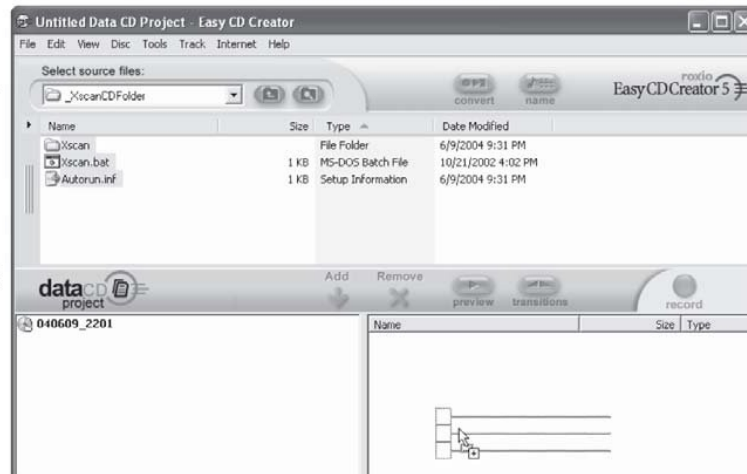 Untitled Data CD Project - Easy CD Creator
File Edit View Disc Tools Track Internet Help
Select source files:
_XscanCDFolder
convert name
roxio
Easy CD Creator 5
Name Size Type Date Modified
Xscan File Folder 6/9/2004 9:31 PM
Xscan.bat 1 KB MS-DOS Batch File 10/21/2002 4:02 PM
Autorun.inf 1 KB Setup Information 6/9/2004 9:31 PM
dataCD project
Add Remove
preview transitions
record
040609_2201
Name Size Type